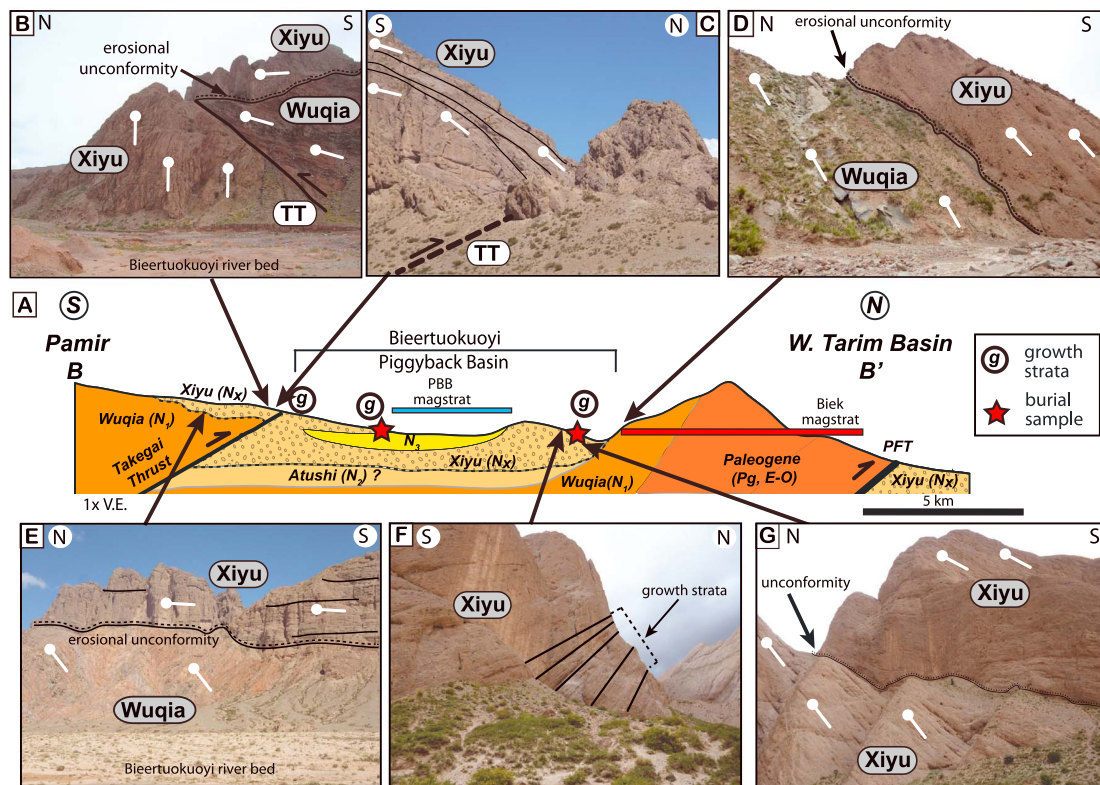 B N S
Xiyu
erosional
unconformity
Wuqia
Xiyu
TT
Bieertuokuoyi river bed
S N C
Xiyu
TT
D N S
erosional
unconformity
Xiyu
Wuqia
A S N
Pamir W. Tarim Basin
B B'
Bieertuokuoyi
Piggyback Basin
g growth
strata
burial
sample
g g g
PBB
magstrat
Biek
magstrat
Xiyu (Nx)
Wuqia (N1)
Takegai
Thrust
N3
Xiyu (Nx)
Atushi (N2) ?
Wuqia(N1)
Paleogene
(Pg, E-O)
PFT
Xiyu (Nx)
1x V.E.
5 km
E N S
Xiyu
erosional unconformity
Wuqia
Bieertuokuoyi river bed
F S N
growth strata
Xiyu
G N S
unconformity
Xiyu
Xiyu